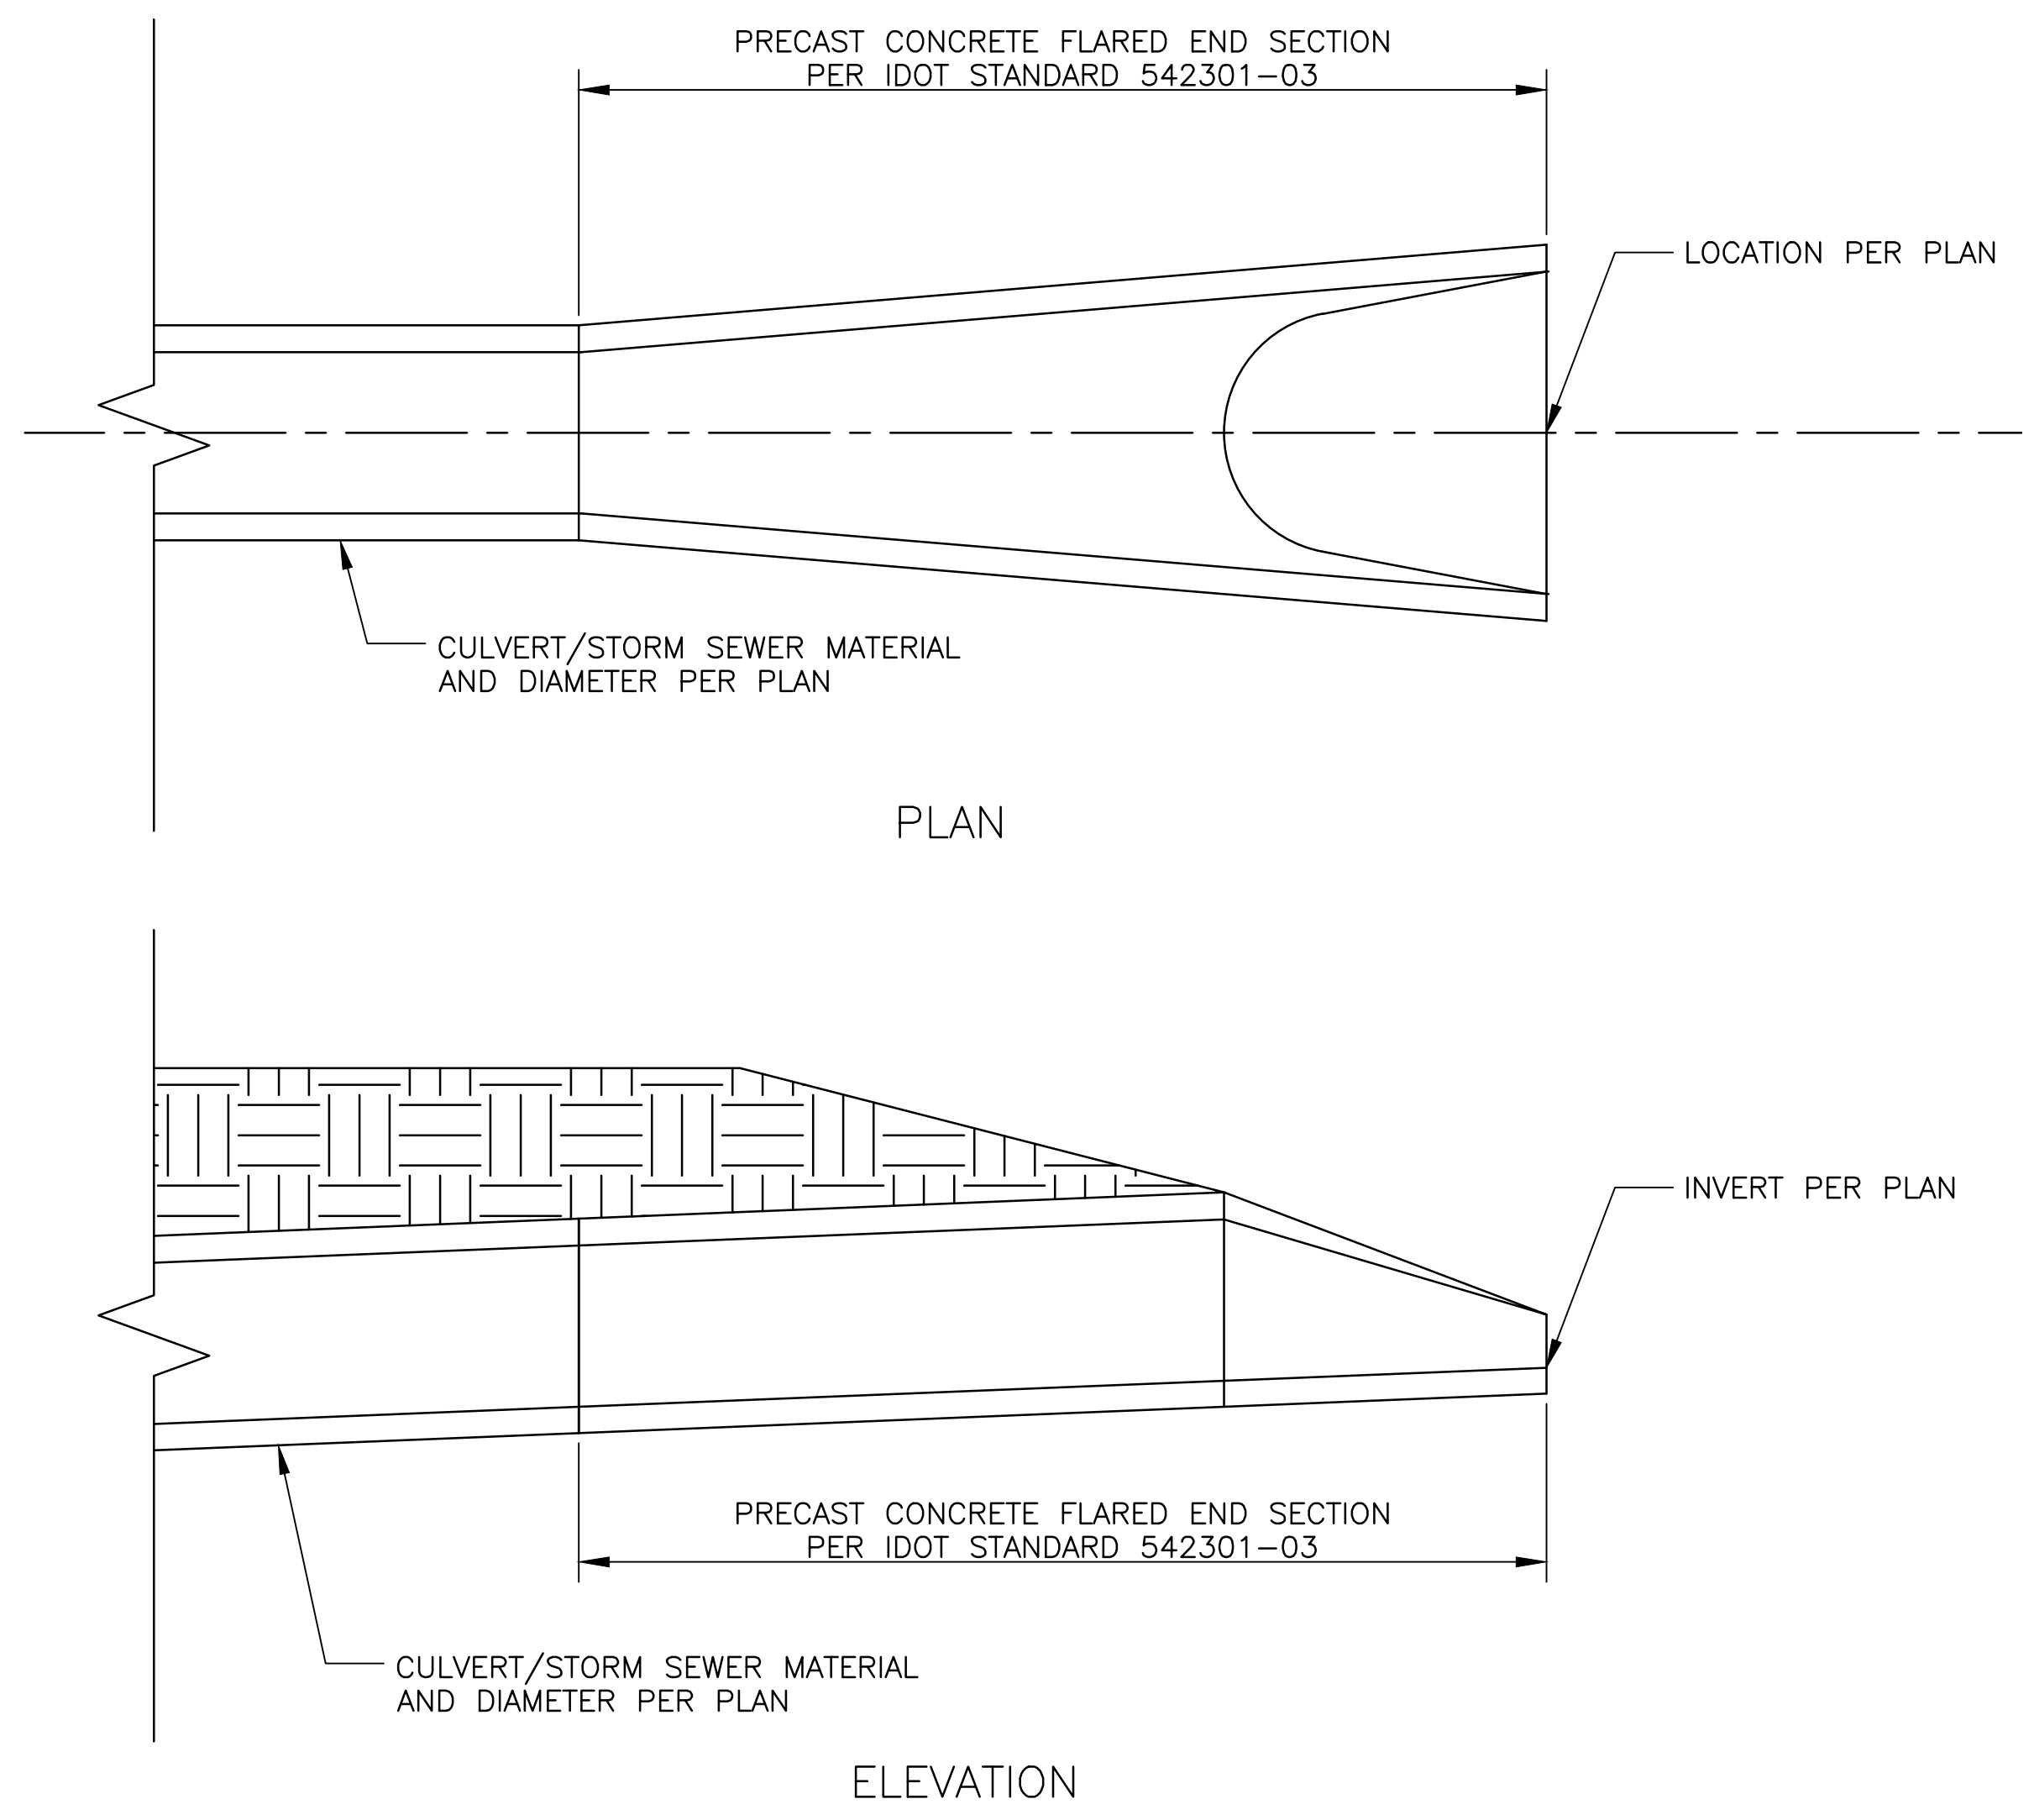 PRECAST CONCRETE FLARED END SECTION
PER IDOT STANDARD 542301-03
LOCATION PER PLAN
CULVERT/STORM SEWER MATERIAL
AND DIAMETER PER PLAN
PLAN
INVERT PER PLAN
PRECAST CONCRETE FLARED END SECTION
PER IDOT STANDARD 542301-03
CULVERT/STORM SEWER MATERIAL
AND DIAMETER PER PLAN
ELEVATION